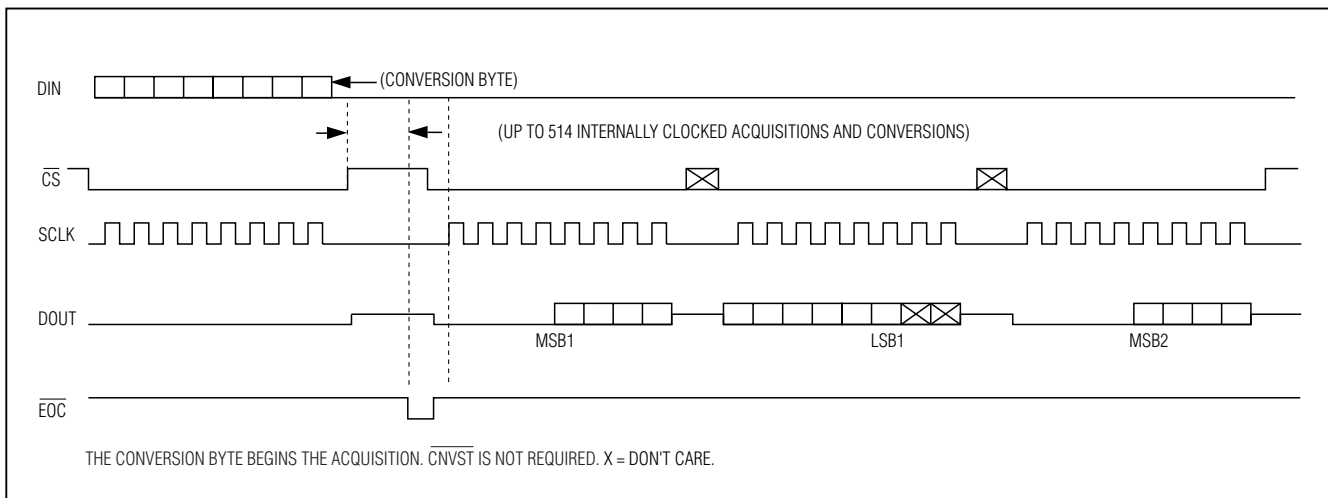 DIN
(CONVERSION BYTE)
(UP TO 514 INTERNALLY CLOCKED ACQUISITIONS AND CONVERSIONS)
CS
SCLK
DOUT
MSB1
LSB1
MSB2
EOC
THE CONVERSION BYTE BEGINS THE ACQUISITION. CNVST IS NOT REQUIRED. X = DON'T CARE.